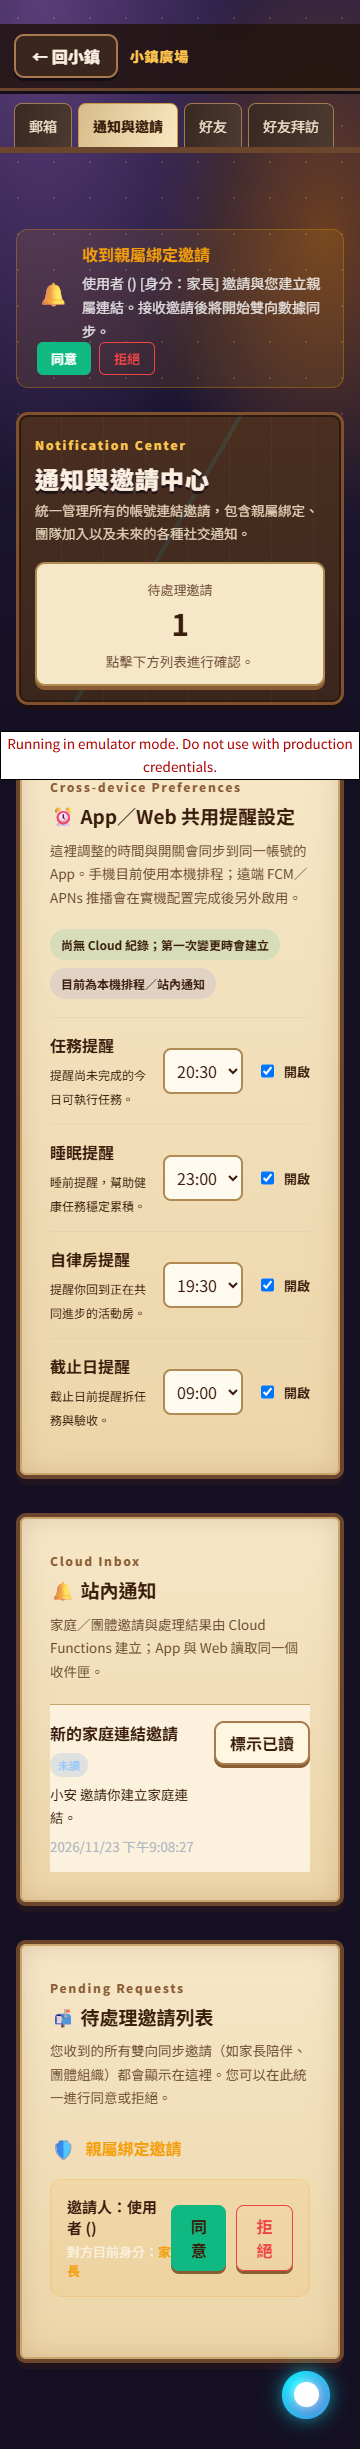 ← 回小鎮 小鎮廣場
郵箱 通知與邀請 好友 好友拜訪
收到親屬綁定邀請
使用者 () [身分：家長] 邀請與您建立親
屬連結。接收邀請後將開始雙向數據同
步。
同意 拒絕
Notification Center
通知與邀請中心
統一管理所有的帳號連結邀請，包含親屬綁定、
團隊加入以及未來的各種社交通知。
待處理邀請
1
點擊下方列表進行確認。
Running in emulator mode. Do not use with production
credentials.
Cross-device Preferences
App／Web 共用提醒設定
這裡調整的時間與開關會同步到同一帳號的
App。手機目前使用本機排程；遠端 FCM／
APNs 推播會在實機配置完成後另外啟用。
尚無 Cloud 紀錄；第一次變更時會建立
目前為本機排程／站內通知
任務提醒
提醒尚未完成的今
日可執行任務。
20:30
開啟
睡眠提醒
睡前提醒，幫助健
康任務穩定累積。
23:00
開啟
自律房提醒
提醒你回到正在共
同進步的活動房。
19:30
開啟
截止日提醒
截止日前提醒拆任
務與驗收。
09:00
開啟
Cloud Inbox
站內通知
家庭／團體邀請與處理結果由 Cloud
Functions 建立；App 與 Web 讀取同一個
收件匣。
新的家庭連結邀請
未讀
小安 邀請你建立家庭連
結。
2026/11/23 下午9:08:27
標示已讀
Pending Requests
待處理邀請列表
您收到的所有雙向同步邀請（如家長陪伴、
團體組織）都會顯示在這裡。您可以在此統
一進行同意或拒絕。
親屬綁定邀請
邀請人：使用
者 ()
對方目前身分：家
長
同
意
拒
絕